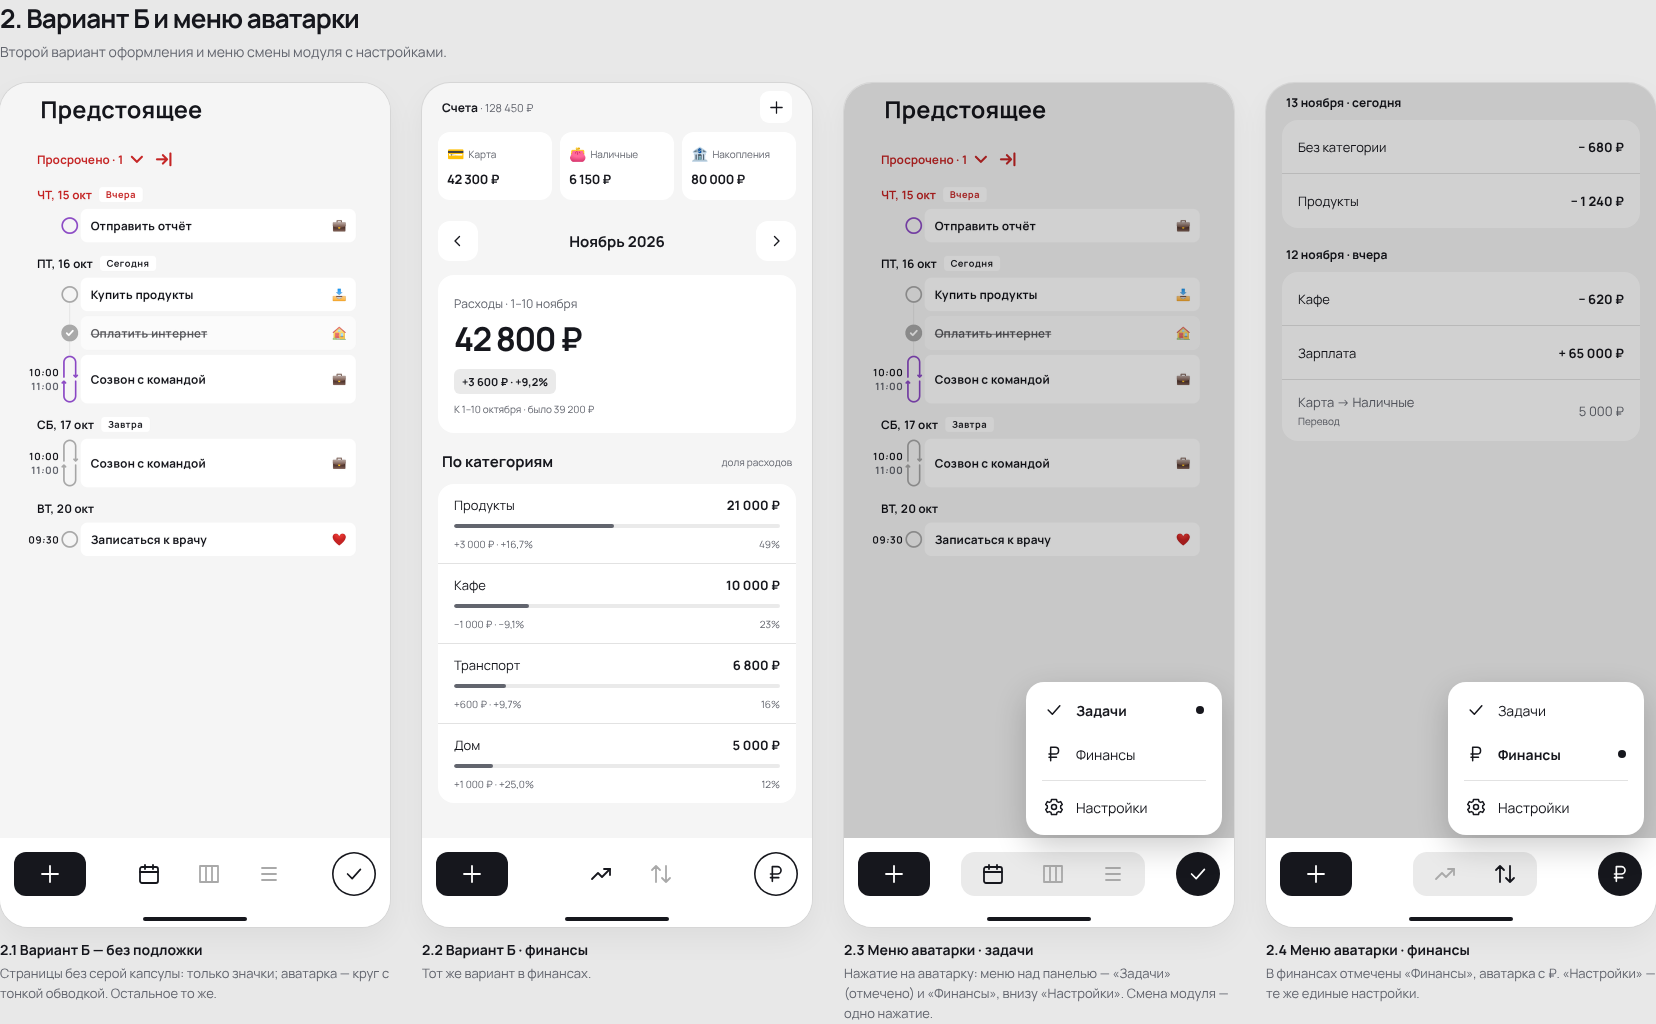 2. Вариант Б и меню аватарки
Второй вариант оформления и меню смены модуля с настройками.
Предстоящее
Просрочено · 1
ЧТ, 15 окт Вчера
Отправить отчёт
ПТ, 16 окт Сегодня
Купить продукты
Оплатить интернет
10:00
11:00
Созвон с командой
СБ, 17 окт Завтра
10:00
11:00
Созвон с командой
ВТ, 20 окт
09:30 Записаться к врачу
2.1 Вариант Б — без подложки
Страницы без серой капсулы: только значки; аватарка — круг с
тонкой обводкой. Остальное то же.
Счета · 128 450 ₽
Карта
42 300 ₽
Наличные
6 150 ₽
Накопления
80 000 ₽
Ноябрь 2026
Расходы · 1–10 ноября
42 800 ₽
+3 600 ₽ · +9,2%
К 1–10 октября · было 39 200 ₽
По категориям доля расходов
Продукты 21 000 ₽
+3 000 ₽ · +16,7% 49%
Кафе 10 000 ₽
−1 000 ₽ · −9,1% 23%
Транспорт 6 800 ₽
+600 ₽ · +9,7% 16%
Дом 5 000 ₽
+1 000 ₽ · +25,0% 12%
₽
2.2 Вариант Б · финансы
Тот же вариант в финансах.
Предстоящее
Просрочено · 1
ЧТ, 15 окт Вчера
Отправить отчёт
ПТ, 16 окт Сегодня
Купить продукты
Оплатить интернет
10:00
11:00
Созвон с командой
СБ, 17 окт Завтра
10:00
11:00
Созвон с командой
ВТ, 20 окт
09:30 Записаться к врачу
Задачи
₽ Финансы
Настройки
2.3 Меню аватарки · задачи
Нажатие на аватарку: меню над панелью — «Задачи»
(отмечено) и «Финансы», внизу «Настройки». Смена модуля —
одно нажатие.
13 ноября · сегодня
Без категории − 680 ₽
Продукты − 1 240 ₽
12 ноября · вчера
Кафе − 620 ₽
Зарплата + 65 000 ₽
Карта → Наличные 5 000 ₽
Перевод
Задачи
₽ Финансы
Настройки
₽
2.4 Меню аватарки · финансы
В финансах отмечены «Финансы», аватарка с ₽. «Настройки» —
те же единые настройки.